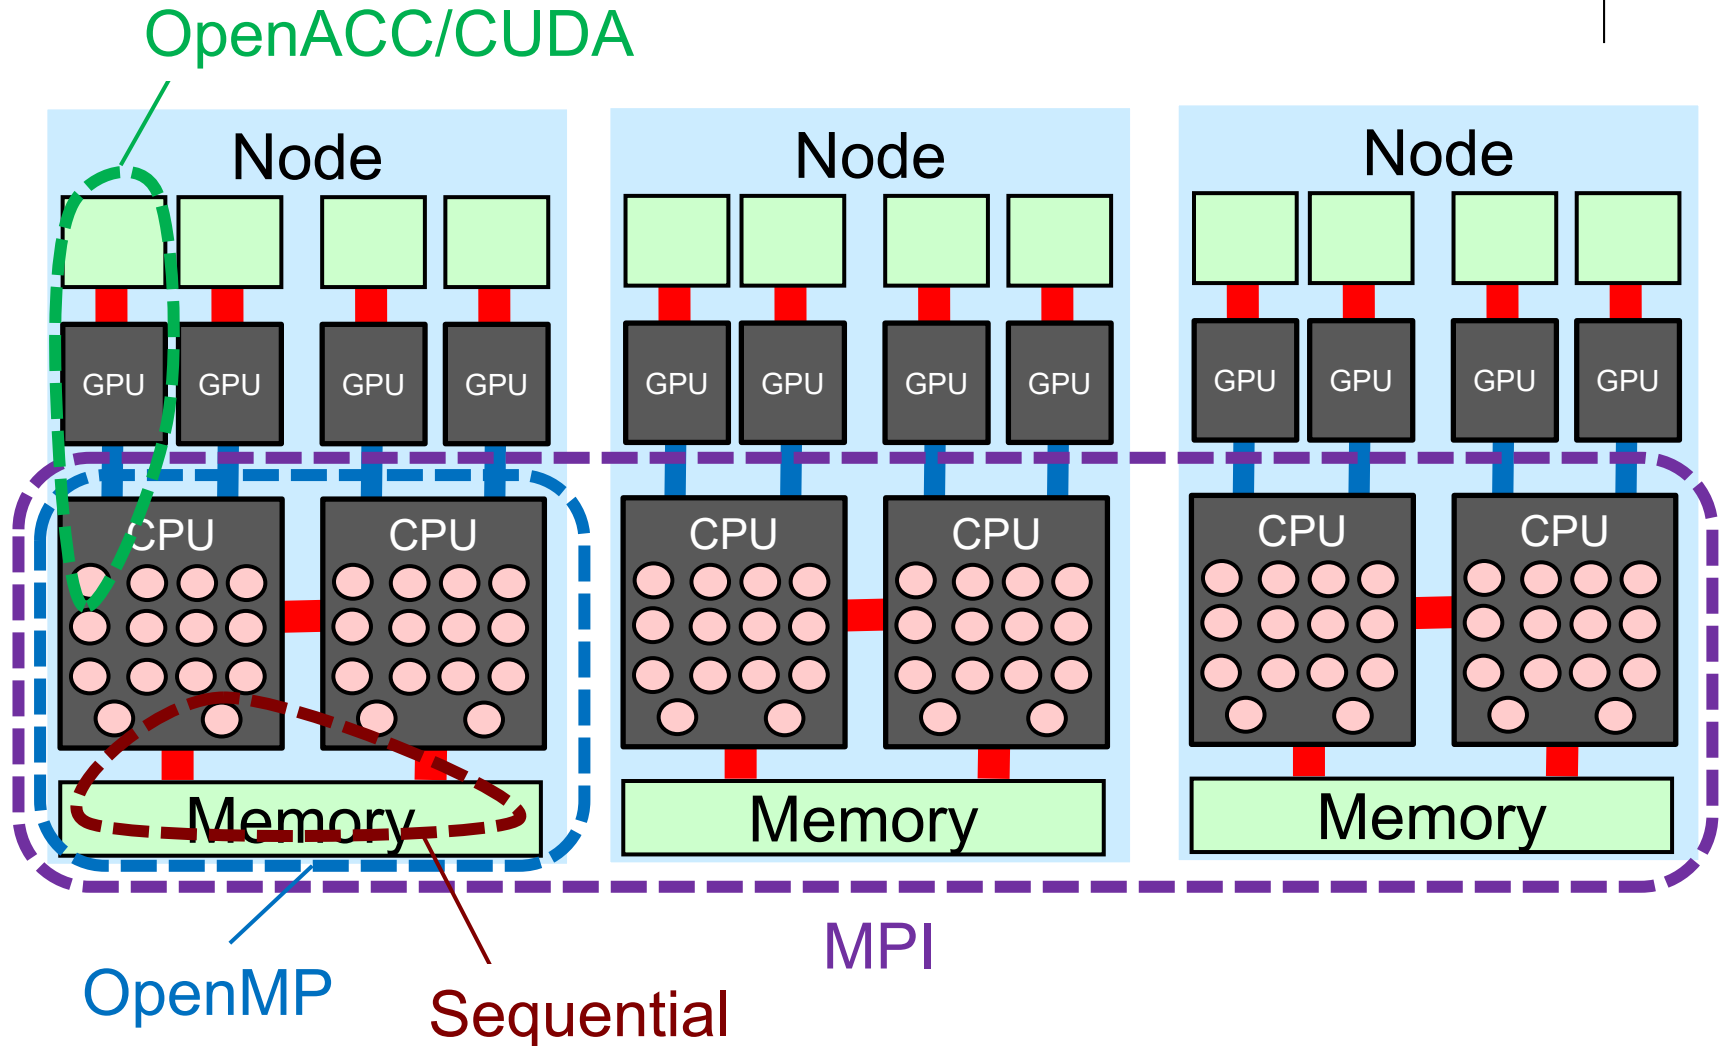 OpenACC/CUDA
Node
Node
Node
GPU GPU GPU GPU
GPU GPU GPU GPU
GPU GPU GPU GPU
CPU CPU
CPU CPU
CPU CPU
Memory
Memory
Memory
MPI
OpenMP
Sequential